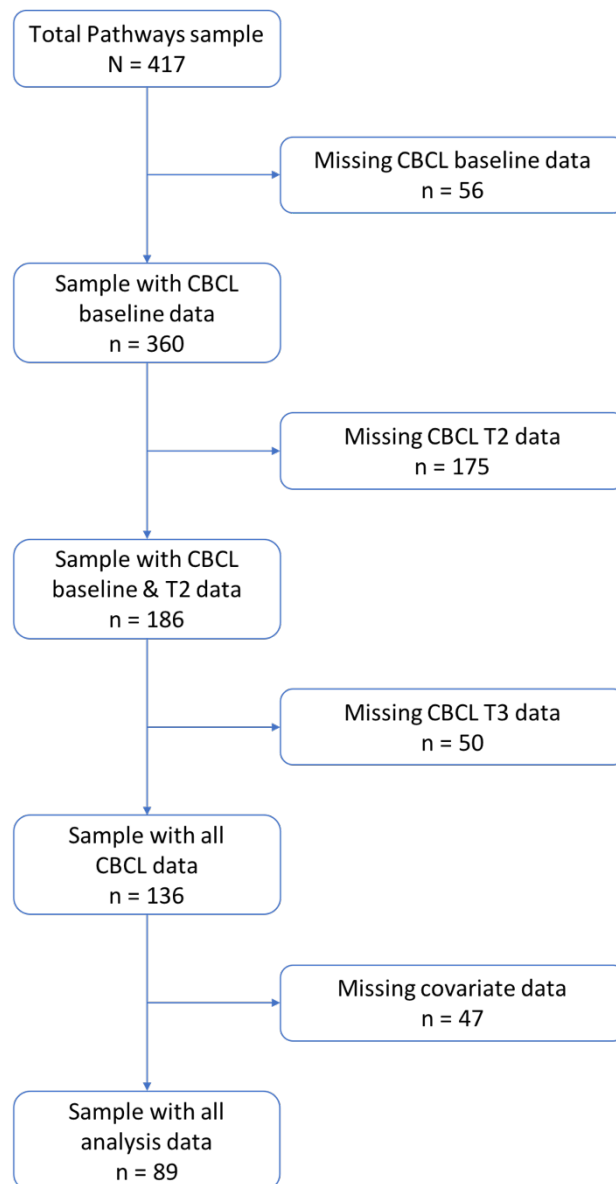 Total Pathways sample
N = 417
Missing CBCL baseline data
n = 56
Sample with CBCL
baseline data
n = 360
Missing CBCL T2 data
n = 175
Sample with CBCL
baseline & T2 data
n = 186
Missing CBCL T3 data
n = 50
Sample with all
CBCL data
n = 136
Missing covariate data
n = 47
Sample with all
analysis data
n = 89